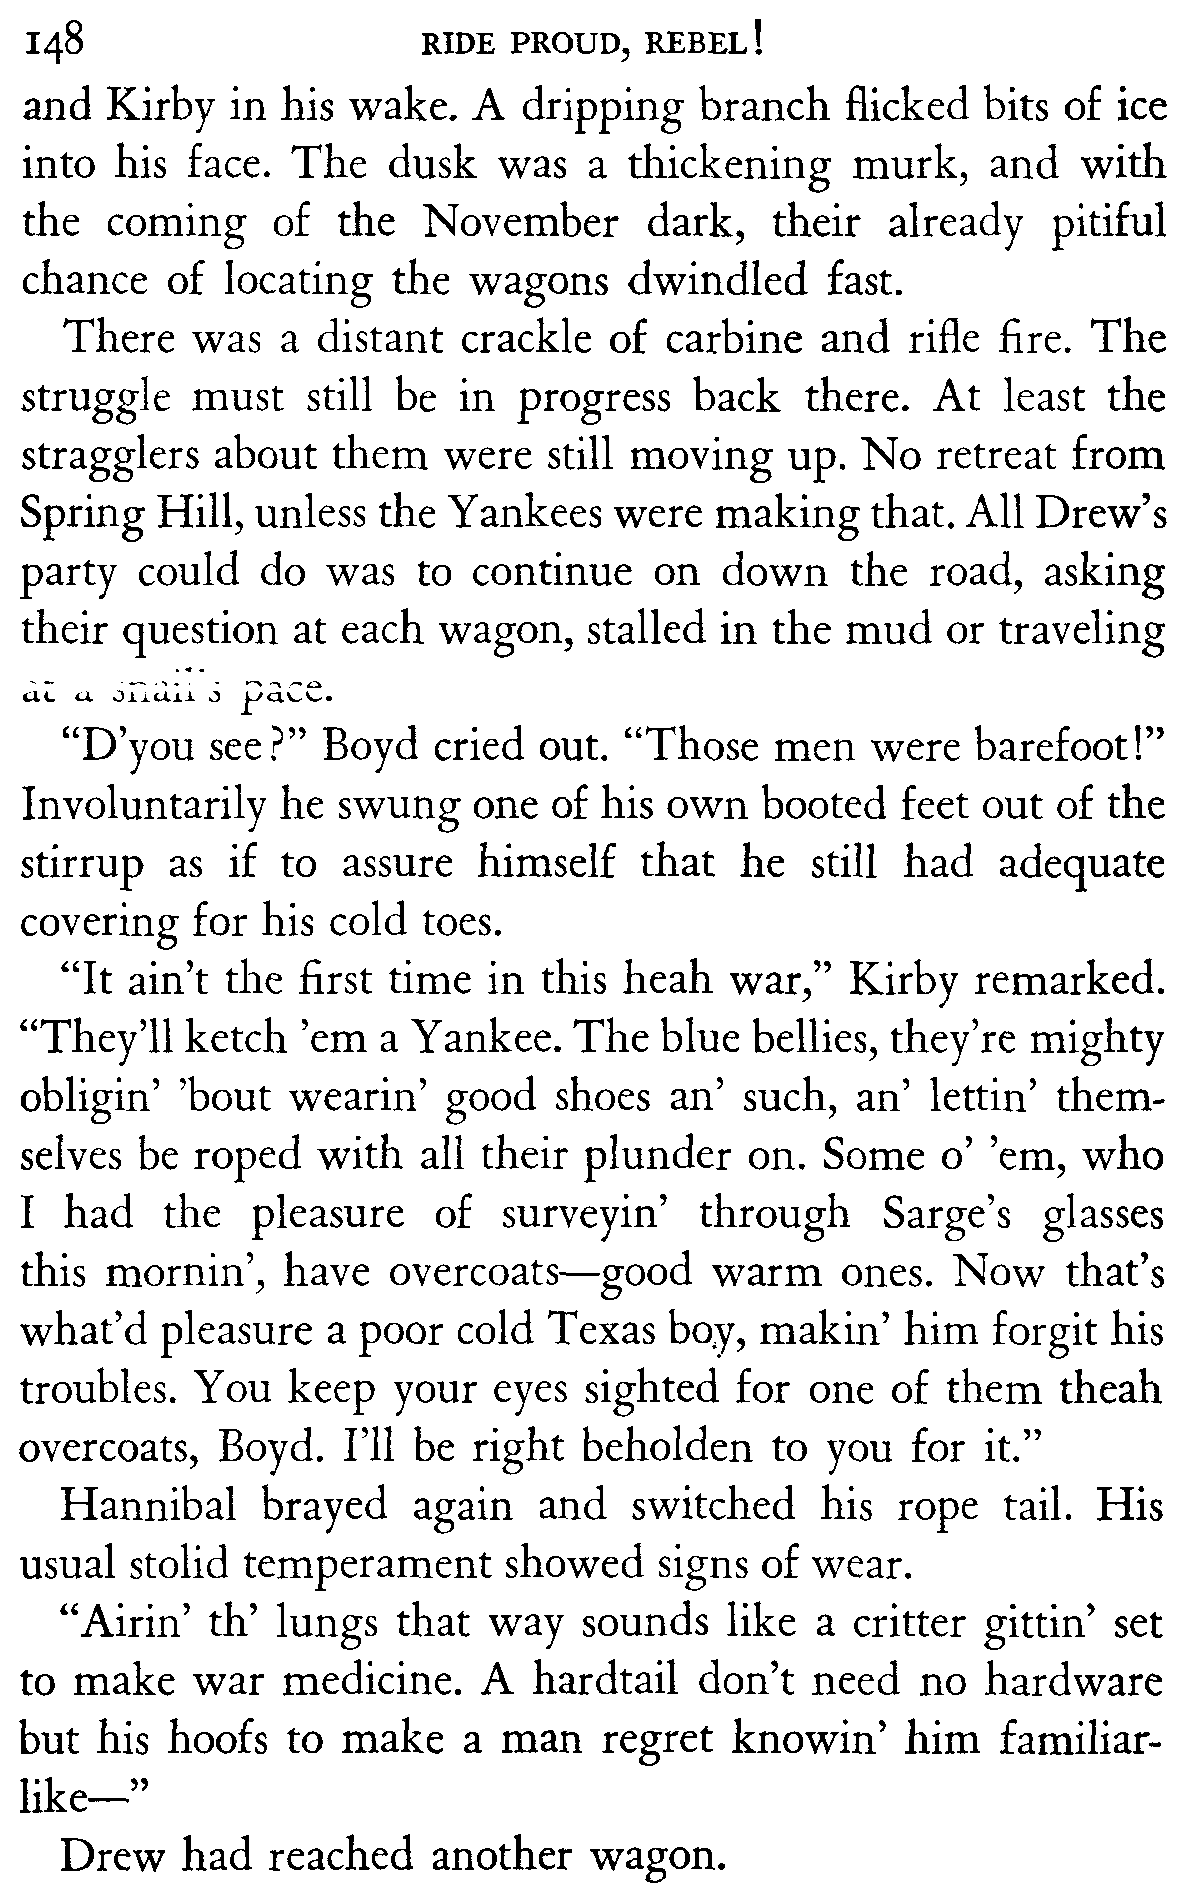 148 RIDE PROUD, REBEL!
and Kirby in his wake. A dripping branch flicked bits of ice
into his face. The dusk was a thickening murk, and with
the coming of the November dark, their already pitiful
chance of locating the wagons dwindled fast.
There was a distant crackle of carbine and rifle fire. The
struggle must still be in progress back there. At least the
stragglers about them were still moving up. No retreat from
Spring Hill, unless the Yankees were making that. All Drew's
party could do was to continue on down the road, asking
their question at each wagon, stalled in the mud or traveling
at a snail's pace.
“D'you see?” Boyd cried out. “Those men were barefoot!”
Involuntarily he swung one of his own booted feet out of the
stirrup as if to assure himself that he still had adequate
covering for his cold toes.
“It ain't the first time in this heah war,” Kirby remarked.
“They'll ketch 'em a Yankee. The blue bellies, they're mighty
obligin' 'bout wearin' good shoes an' such, an' lettin' them-
selves be roped with all their plunder on. Some o' 'em, who
I had the pleasure of surveyin' through Sarge's glasses
this mornin', have overcoats—good warm ones. Now that's
what'd pleasure a poor cold Texas boy, makin' him forgit his
troubles. You keep your eyes sighted for one of them theah
overcoats, Boyd. I'll be right beholden to you for it.”
Hannibal brayed again and switched his rope tail. His
usual stolid temperament showed signs of wear.
“Airin' th' lungs that way sounds like a critter gittin' set
to make war medicine. A hardtail don't need no hardware
but his hoofs to make a man regret knowin' him familiar-
like—”
Drew had reached another wagon.